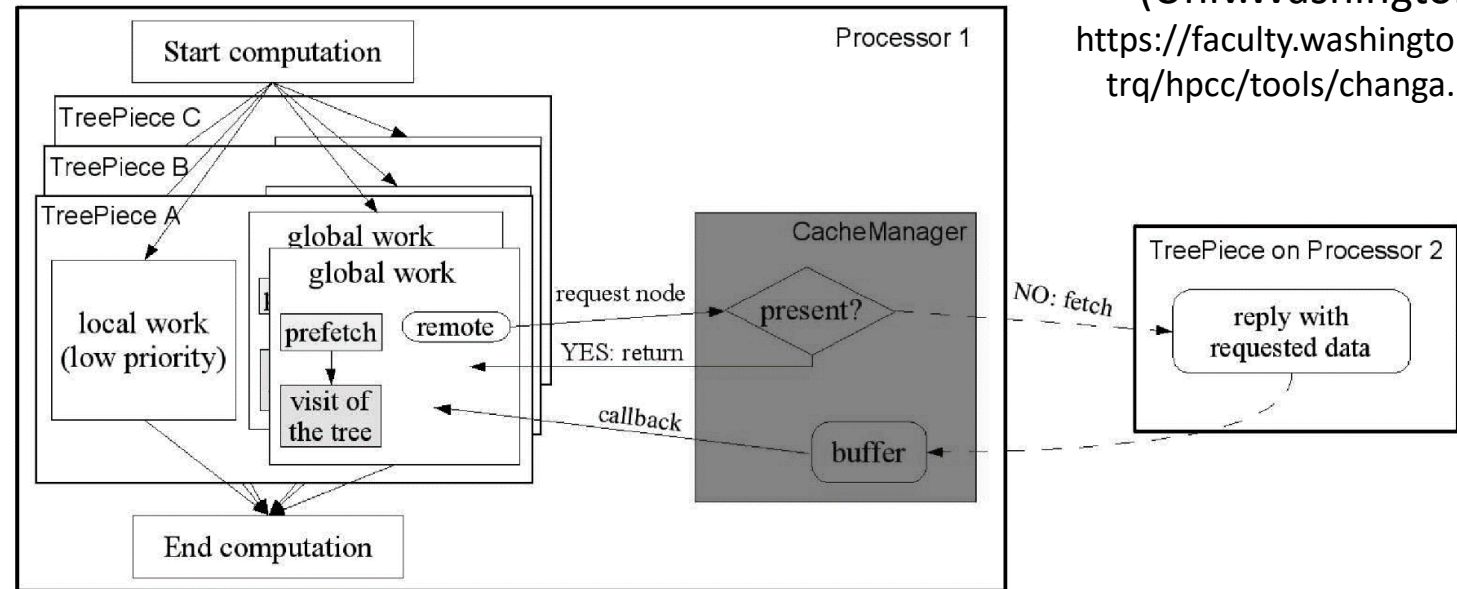 https://faculty.washingto
trq/hpcc/tools/changa.
Processor 1
Start computation
TreePiece C
TreePiece B
TreePiece A
global work
global work
local work
(low priority)
prefetch
remote
visit of
the tree
request node
YES: return
callback
CacheManager
present?
buffer
NO: fetch
TreePiece on Processor 2
reply with
requested data
End computation